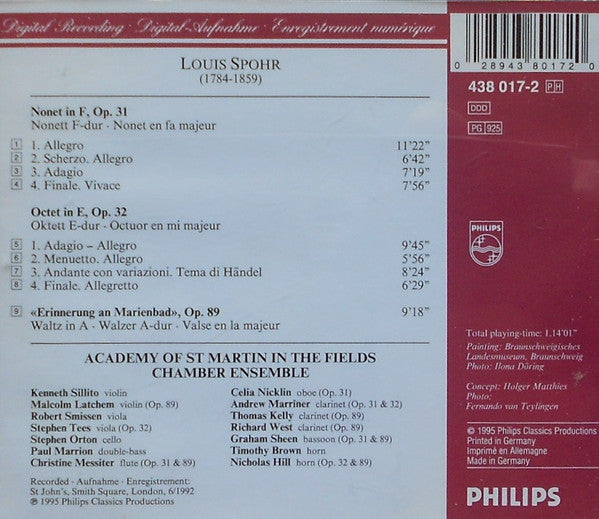 Digital Recording · Digital-Aufnahme · Enregistrement numérique
LOUIS SPOHR
(1784-1859)
Nonet in F, Op. 31
Nonett F-dur · Nonet en fa majeur
1 1. Allegro 11'22"
2 2. Scherzo. Allegro 6'42"
3 3. Adagio 7'19"
4 4. Finale. Vivace 7'56"
Octet in E, Op. 32
Oktett E-dur · Octuor en mi majeur
5 1. Adagio – Allegro 9'45"
6 2. Menuetto. Allegro 5'56"
7 3. Andante con variazioni. Tema di Händel 8'24"
8 4. Finale. Allegretto 6'29"
9 «Erinnerung an Marienbad», Op. 89 9'18"
Waltz in A · Walzer A-dur · Valse en la majeur
ACADEMY OF ST MARTIN IN THE FIELDS
CHAMBER ENSEMBLE
Kenneth Sillito violin
Malcolm Latchem violin (Op. 89)
Robert Smissen viola
Stephen Tees viola (Op. 32)
Stephen Orton cello
Paul Marrion double-bass
Christine Messiter flute (Op. 31 & 89)
Celia Nicklin oboe (Op. 31)
Andrew Marriner clarinet (Op. 31 & 32)
Thomas Kelly clarinet (Op. 89)
Richard West clarinet (Op. 89)
Graham Sheen bassoon (Op. 31 & 89)
Timothy Brown horn
Nicholas Hill horn (Op. 32 & 89)
Recorded · Aufnahme · Enregistrement:
St John's, Smith Square, London, 6/1992
℗ 1995 Philips Classics Productions
0 28943 80172 0
438 017-2 PH
DDD
PG 925
PHILIPS
Total playing-time: 1.14'01"
Painting: Braunschweigisches
Landesmuseum, Braunschweig
Photo: Ilona Döring
Concept: Holger Matthies
Photo:
Fernando van Teylingen
© 1995 Philips Classics Productions
Printed in Germany
Imprimé en Allemagne
Made in Germany
PHILIPS